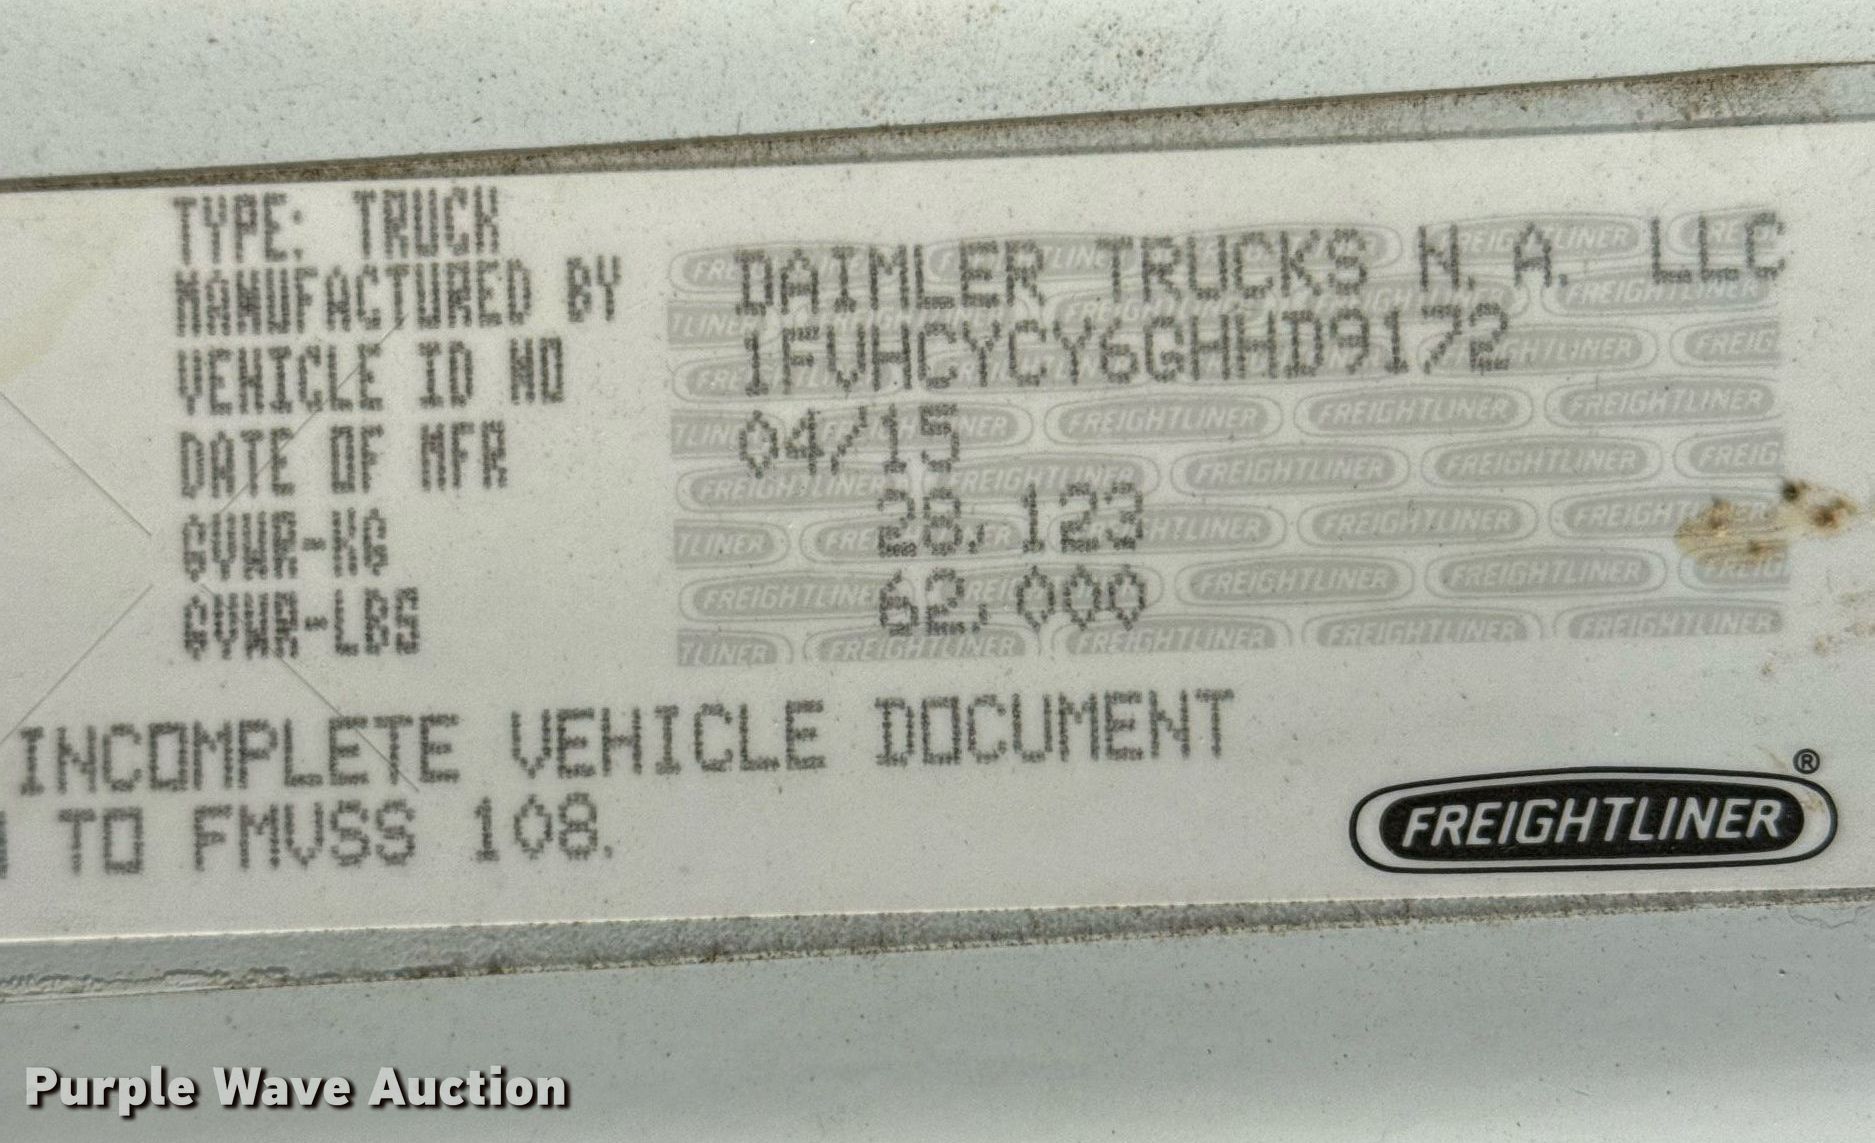 TYPE: TRUCK
MANUFACTURED BY DAIMLER TRUCKS N. A. LLC
VEHICLE ID NO 1FVHCYCY6GHHD9172
DATE OF MFR 04/15
GVWR-KG 28,123
GVWR-LBS 62,000
INCOMPLETE VEHICLE DOCUMENT
TO FMVSS 108.
FREIGHTLINER®
Purple Wave Auction